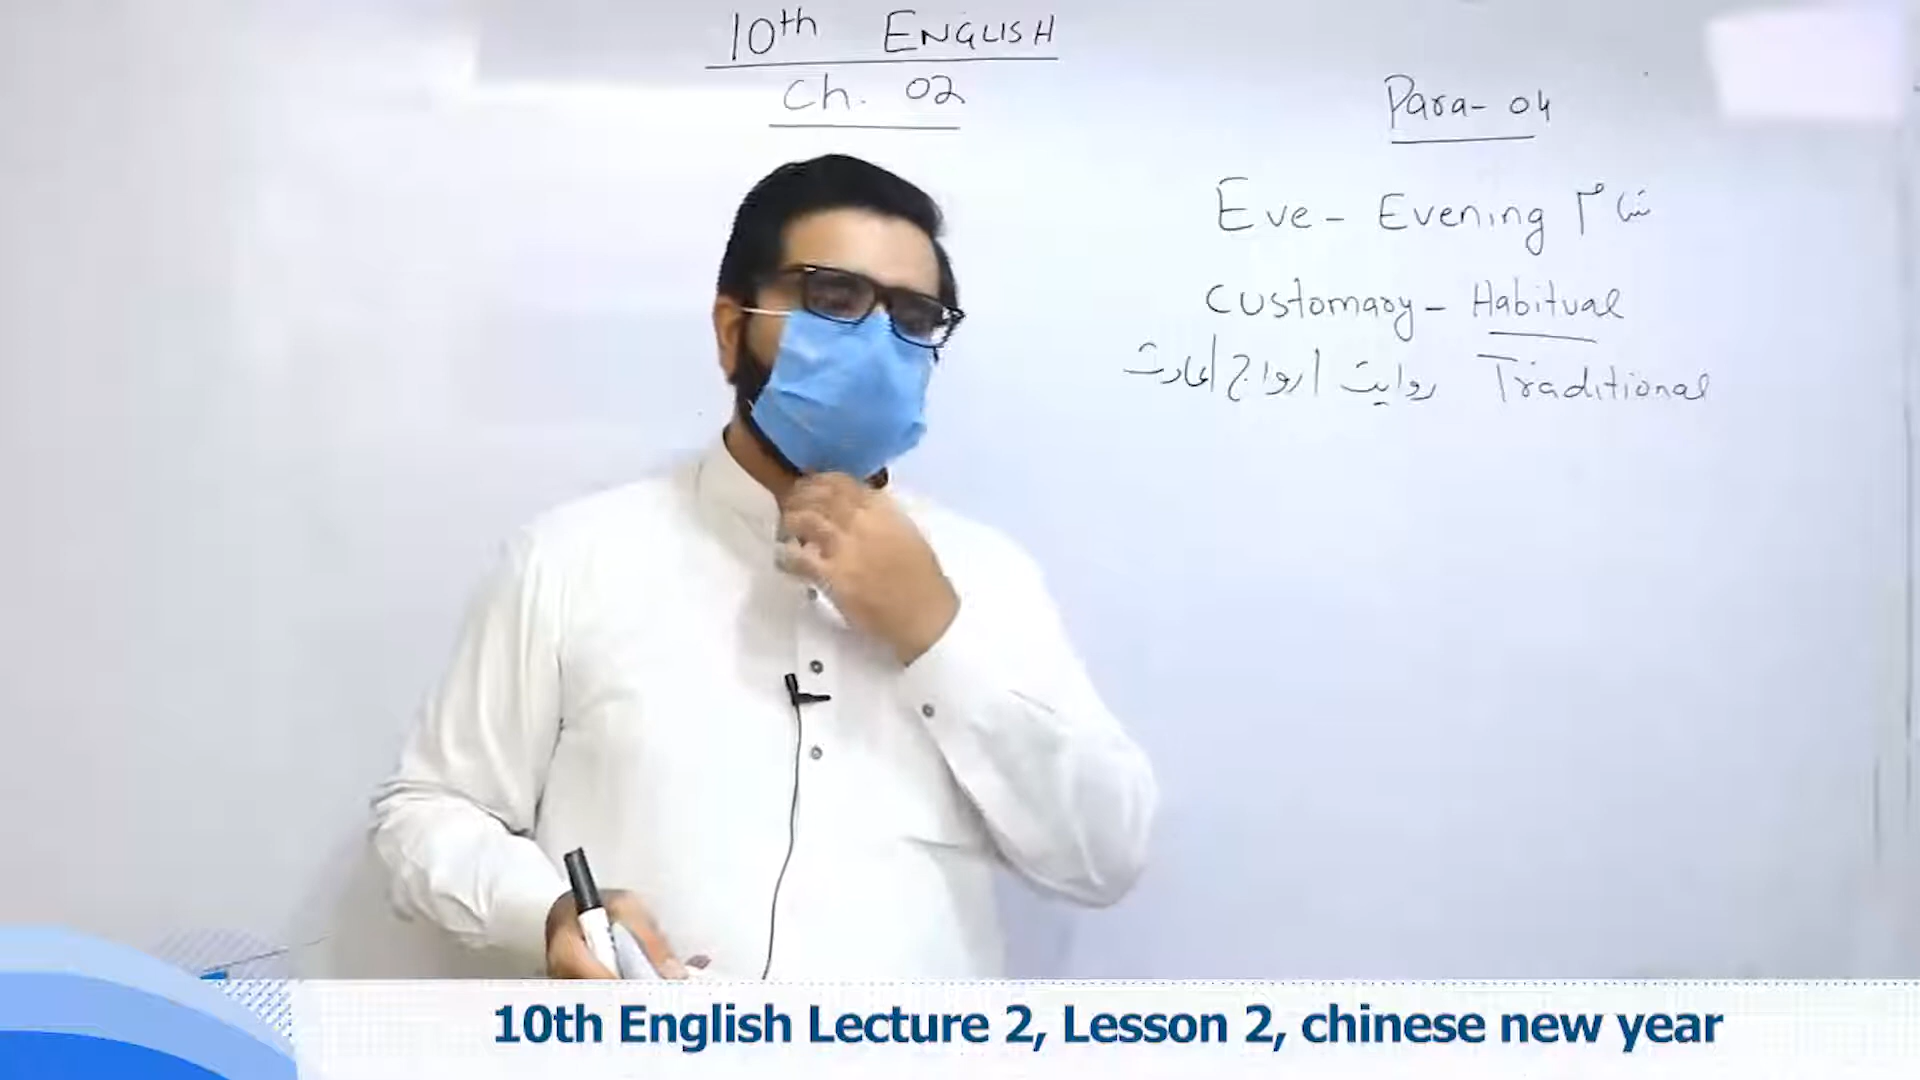 10th ENGLISH
Ch. 02
Para- 04
Eve - Evening شام
Customary - Habitual
Traditional روایت / رواج / عادت
10th English Lecture 2, Lesson 2, chinese new year